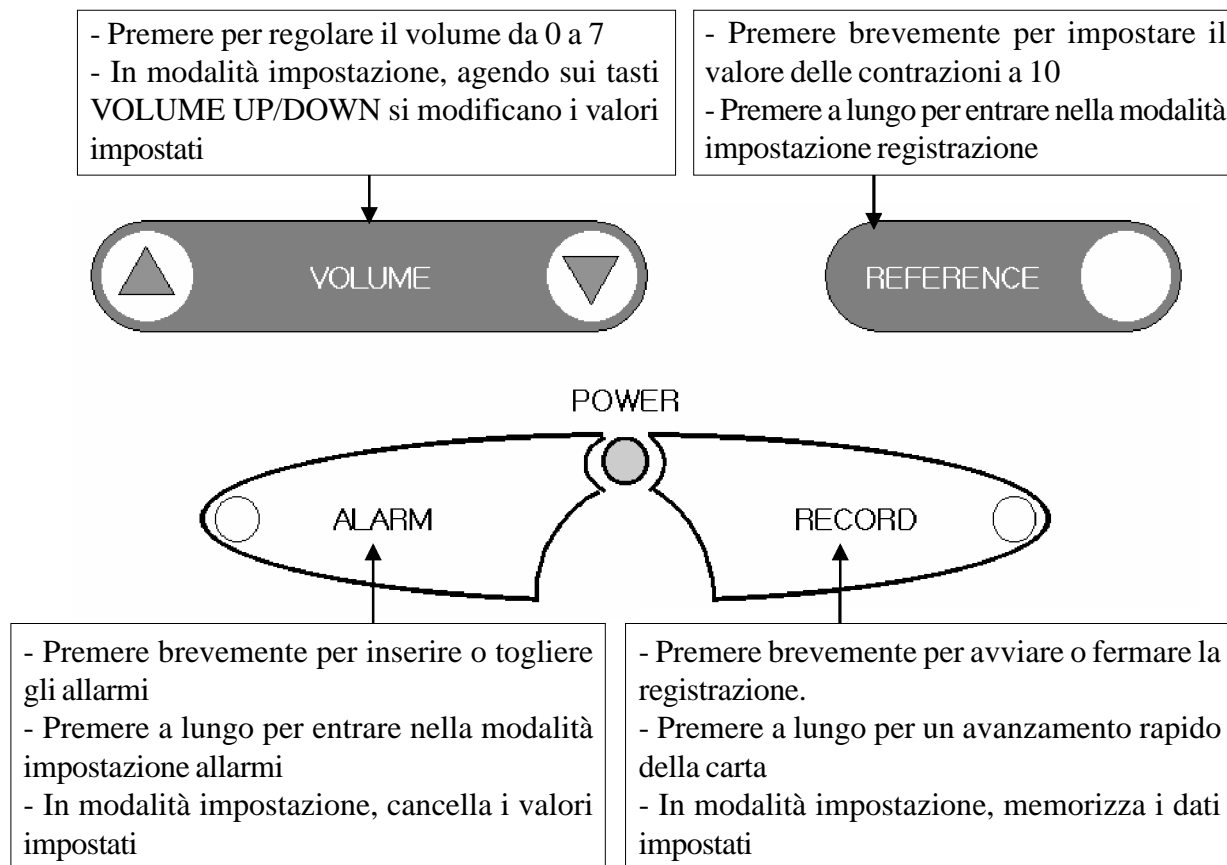 - Premere per regolare il volume da 0 a 7
- In modalità impostazione, agendo sui tasti
VOLUME UP/DOWN si modificano i valori
impostati
- Premere brevemente per impostare il
valore delle contrazioni a 10
- Premere a lungo per entrare nella modalità
impostazione registrazione
VOLUME
REFERENCE
POWER
ALARM
RECORD
- Premere brevemente per inserire o togliere
gli allarmi
- Premere a lungo per entrare nella modalità
impostazione allarmi
- In modalità impostazione, cancella i valori
impostati
- Premere brevemente per avviare o fermare la
registrazione.
- Premere a lungo per un avanzamento rapido
della carta
- In modalità impostazione, memorizza i dati
impostati